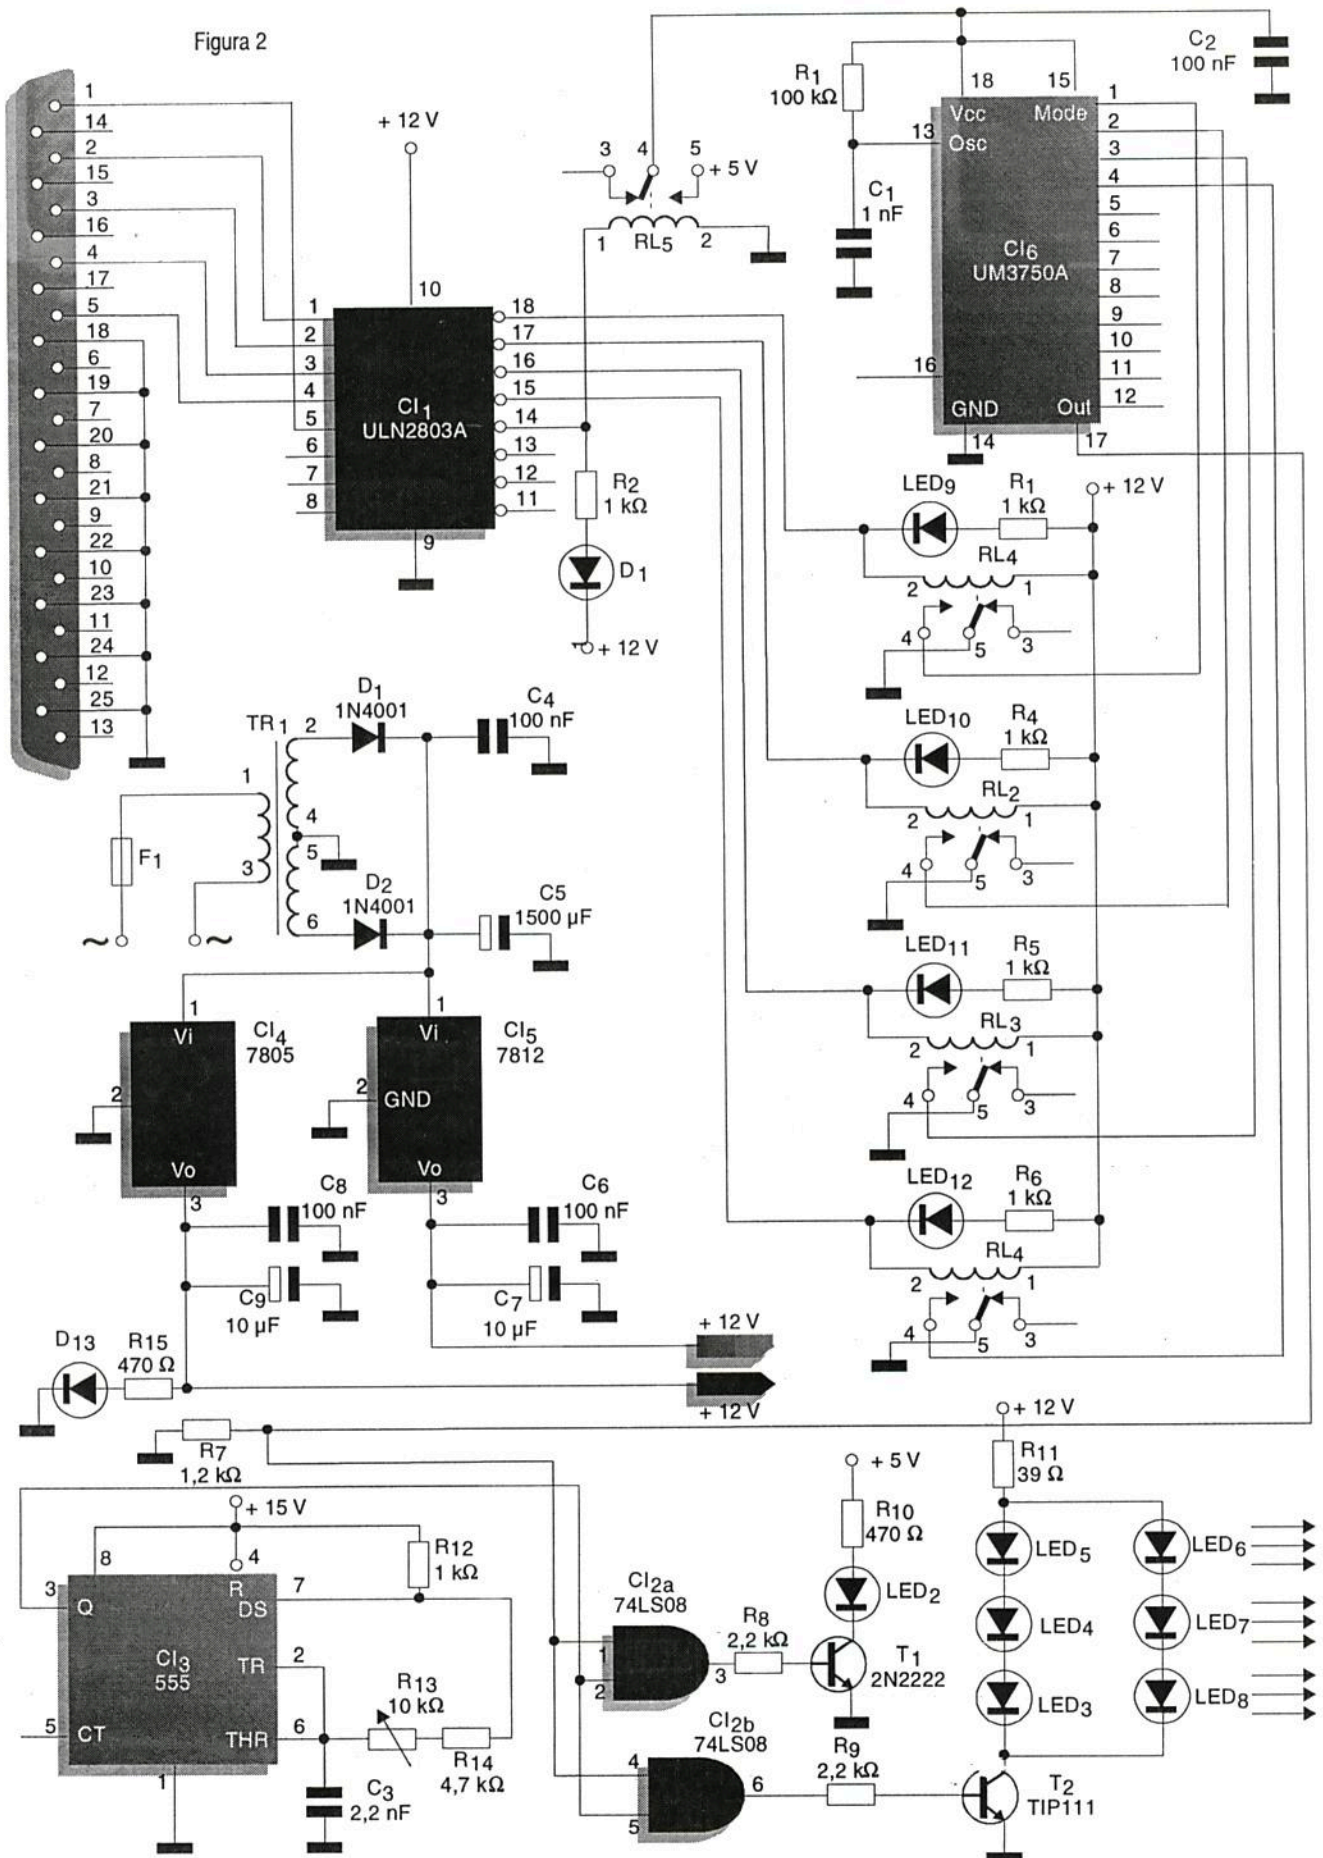 Figura 2
1
14
2
15
3
16
4
17
5
18
6
19
7
20
8
21
9
22
10
23
11
24
12
25
13
+ 12 V
10
1
2
3
4
5
6
7
8
CI1
ULN2803A
9
18
17
16
15
14
13
12
11
3 4 5
+ 5 V
1 RL5 2
R2
1 kΩ
D1
+ 12 V
R1
100 kΩ
C1
1 nF
C2
100 nF
18 15
Vcc Mode
13
Osc
CI6
UM3750A
16
GND Out
14 17
1
2
3
4
5
6
7
8
9
10
11
12
+ 12 V
LED9 R1
1 kΩ
RL4
2 1
4 5 3
LED10 R4
1 kΩ
RL2
2 1
4 5 3
LED11 R5
1 kΩ
RL3
2 1
4 5 3
LED12 R6
1 kΩ
RL4
2 1
4 5 3
F1
~ ~
TR1
1
3
2
4
5
6
D1
1N4001
D2
1N4001
C4
100 nF
C5
1500 µF
1
Vi
CI4
7805
2
Vo
3
1
Vi
CI5
7812
2
GND
Vo
3
C8
100 nF
C9
10 µF
C6
100 nF
C7
10 µF
D13
R15
470 Ω
+ 12 V
+ 12 V
R7
1,2 kΩ
+ 15 V
8 4
3
Q
R
DS
7
CI3
555
TR
2
5
CT
THR
6
1
R12
1 kΩ
R13
10 kΩ
R14
4,7 kΩ
C3
2,2 nF
CI2a
74LS08
1
2
3
R8
2,2 kΩ
CI2b
74LS08
4
5
6
R9
2,2 kΩ
+ 5 V
R10
470 Ω
LED2
T1
2N2222
+ 12 V
R11
39 Ω
LED5
LED4
LED3
LED6
LED7
LED8
T2
TIP111